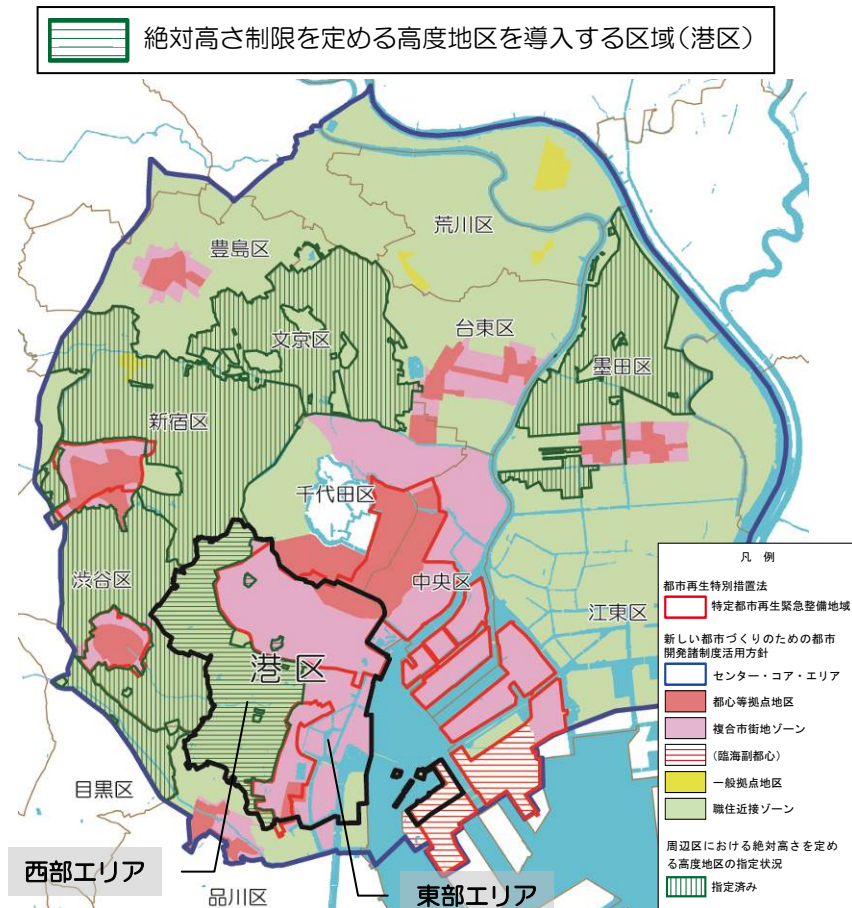 絶対高さ制限を定める高度地区を導入する区域(港区)
荒川区
豊島区
台東区
文京区
墨田区
新宿区
千代田区
中央区
渋谷区
江東区
港区
目黒区
西部エリア
東部エリア
品川区
凡 例
都市再生特別措置法
特定都市再生緊急整備地域
新しい都市づくりのための都市
開発諸制度活用方針
センター・コア・エリア
都心等拠点地区
複合市街地ゾーン
(臨海副都心)
一般拠点地区
職住近接ゾーン
周辺区における絶対高さを定め
る高度地区の指定状況
指定済み